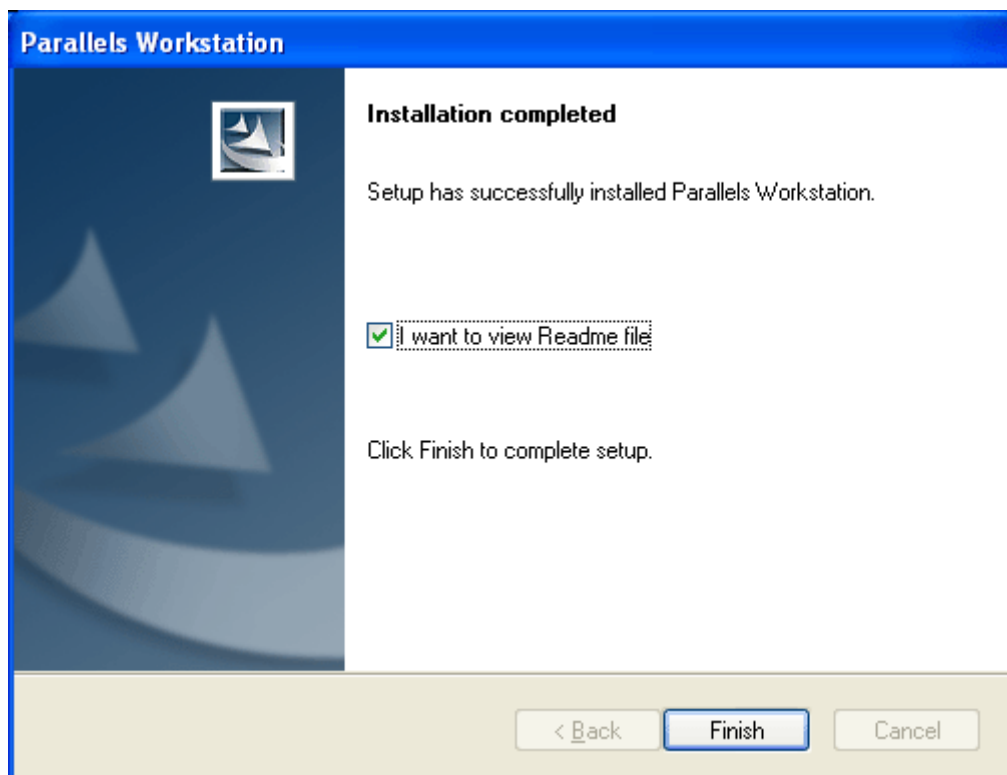 Parallels Workstation
Installation completed
Setup has successfully installed Parallels Workstation.
I want to view Readme file
Click Finish to complete setup.
< Back
Finish
Cancel